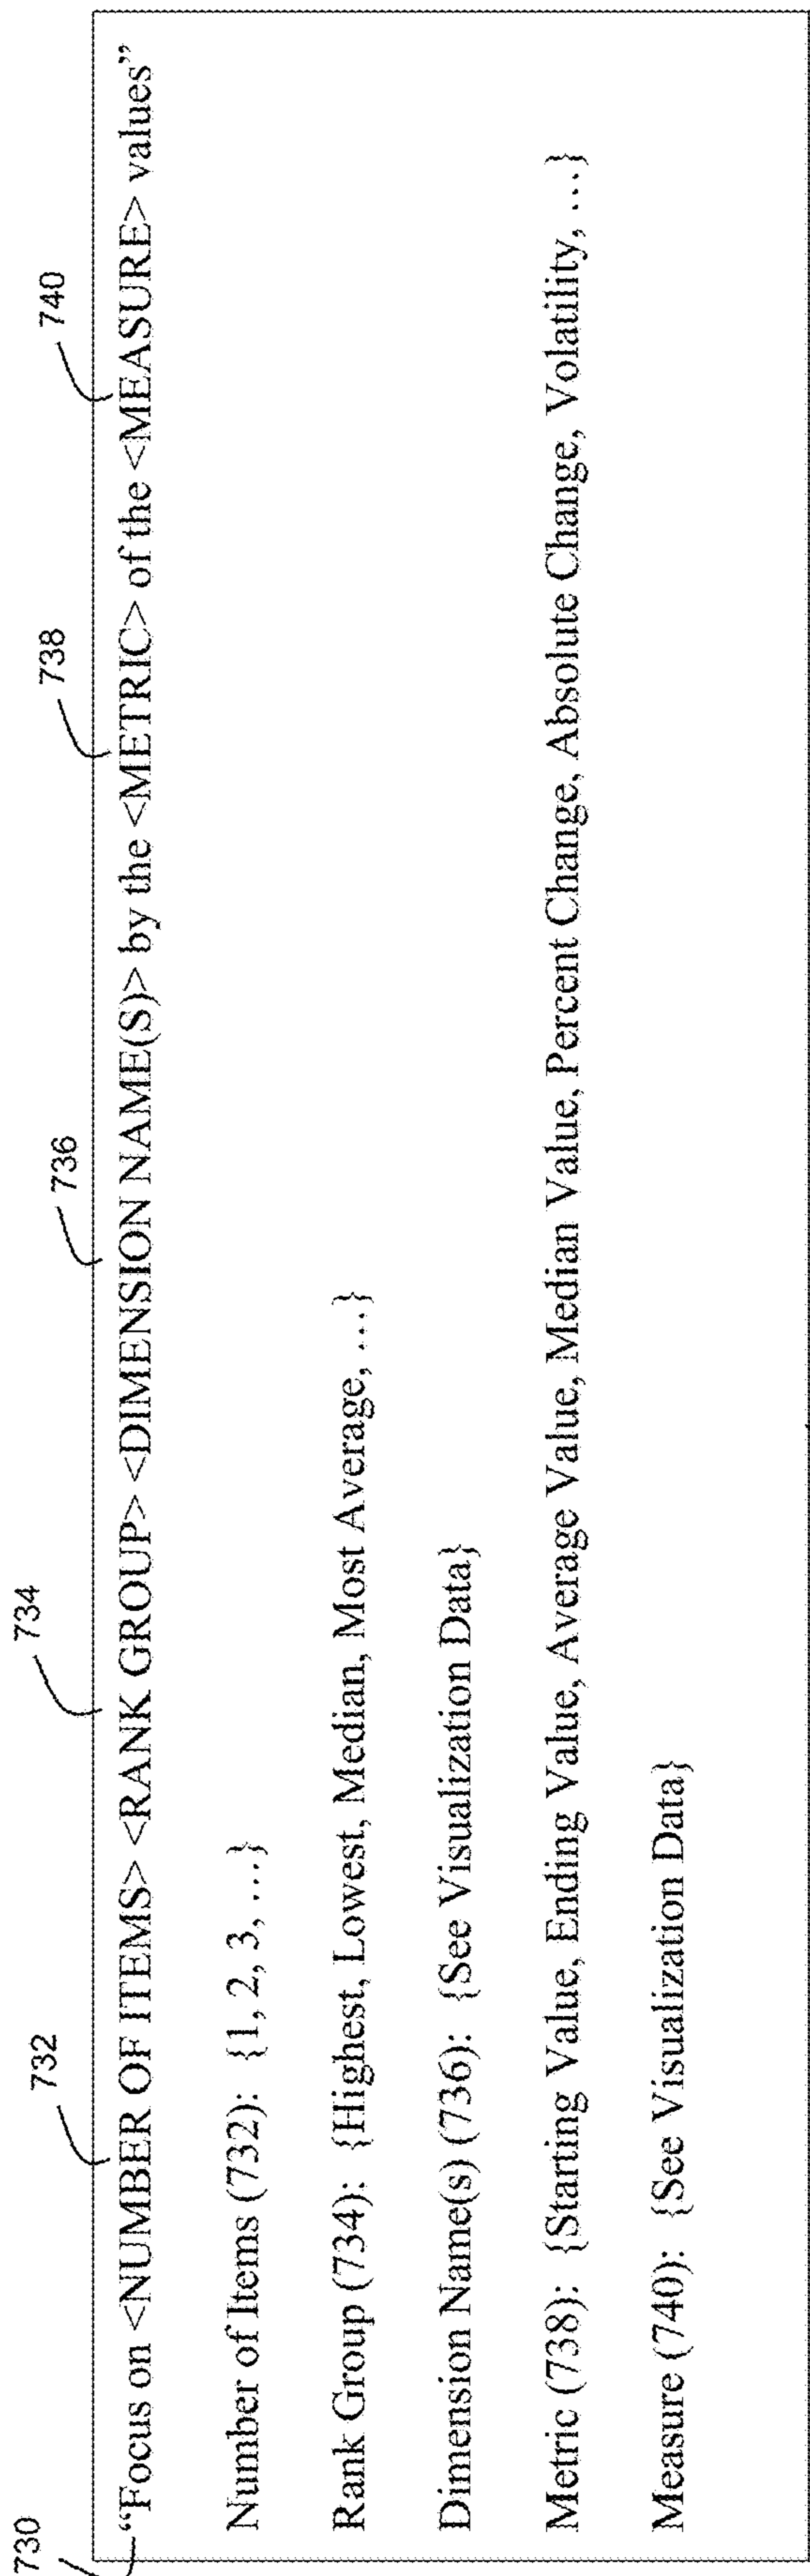 730
732
734
736
738
740
“Focus on <NUMBER OF ITEMS> <RANK GROUP> <DIMENSION NAME(S)> by the <METRIC> of the <MEASURE> values”
Number of Items (732): {1, 2, 3, …}
Rank Group (734): {Highest, Lowest, Median, Most Average, …}
Dimension Name(s) (736): {See Visualization Data}
Metric (738): {Starting Value, Ending Value, Average Value, Median Value, Percent Change, Absolute Change, Volatility, …}
Measure (740): {See Visualization Data}